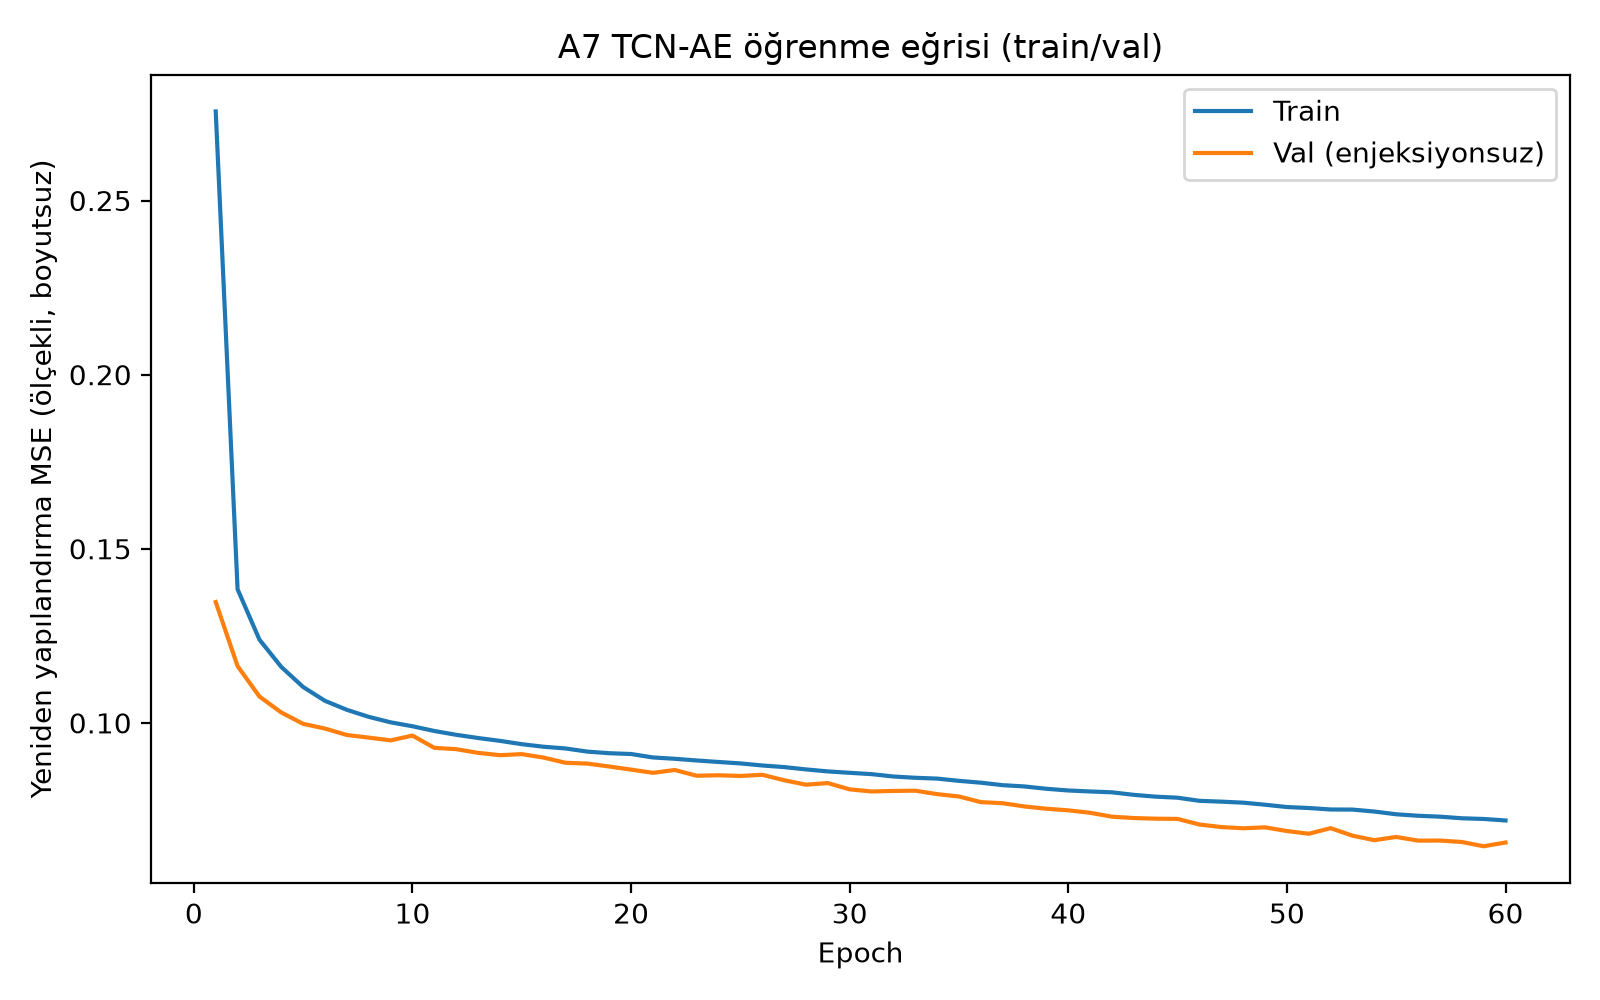 A7 TCN-AE öğrenme eğrisi (train/val)
Train
Val (enjeksiyonsuz)
Yeniden yapılandırma MSE (ölçekli, boyutsuz)
0.25
0.20
0.15
0.10
0 10 20 30 40 50 60
Epoch